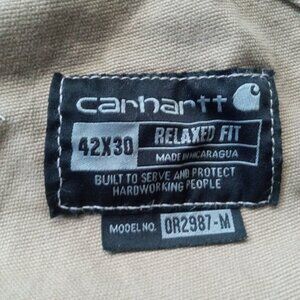 carhartt
42X30
RELAXED FIT
MADE IN NICARAGUA
BUILT TO SERVE AND PROTECT
HARDWORKING PEOPLE
MODEL NO. OR2987-M